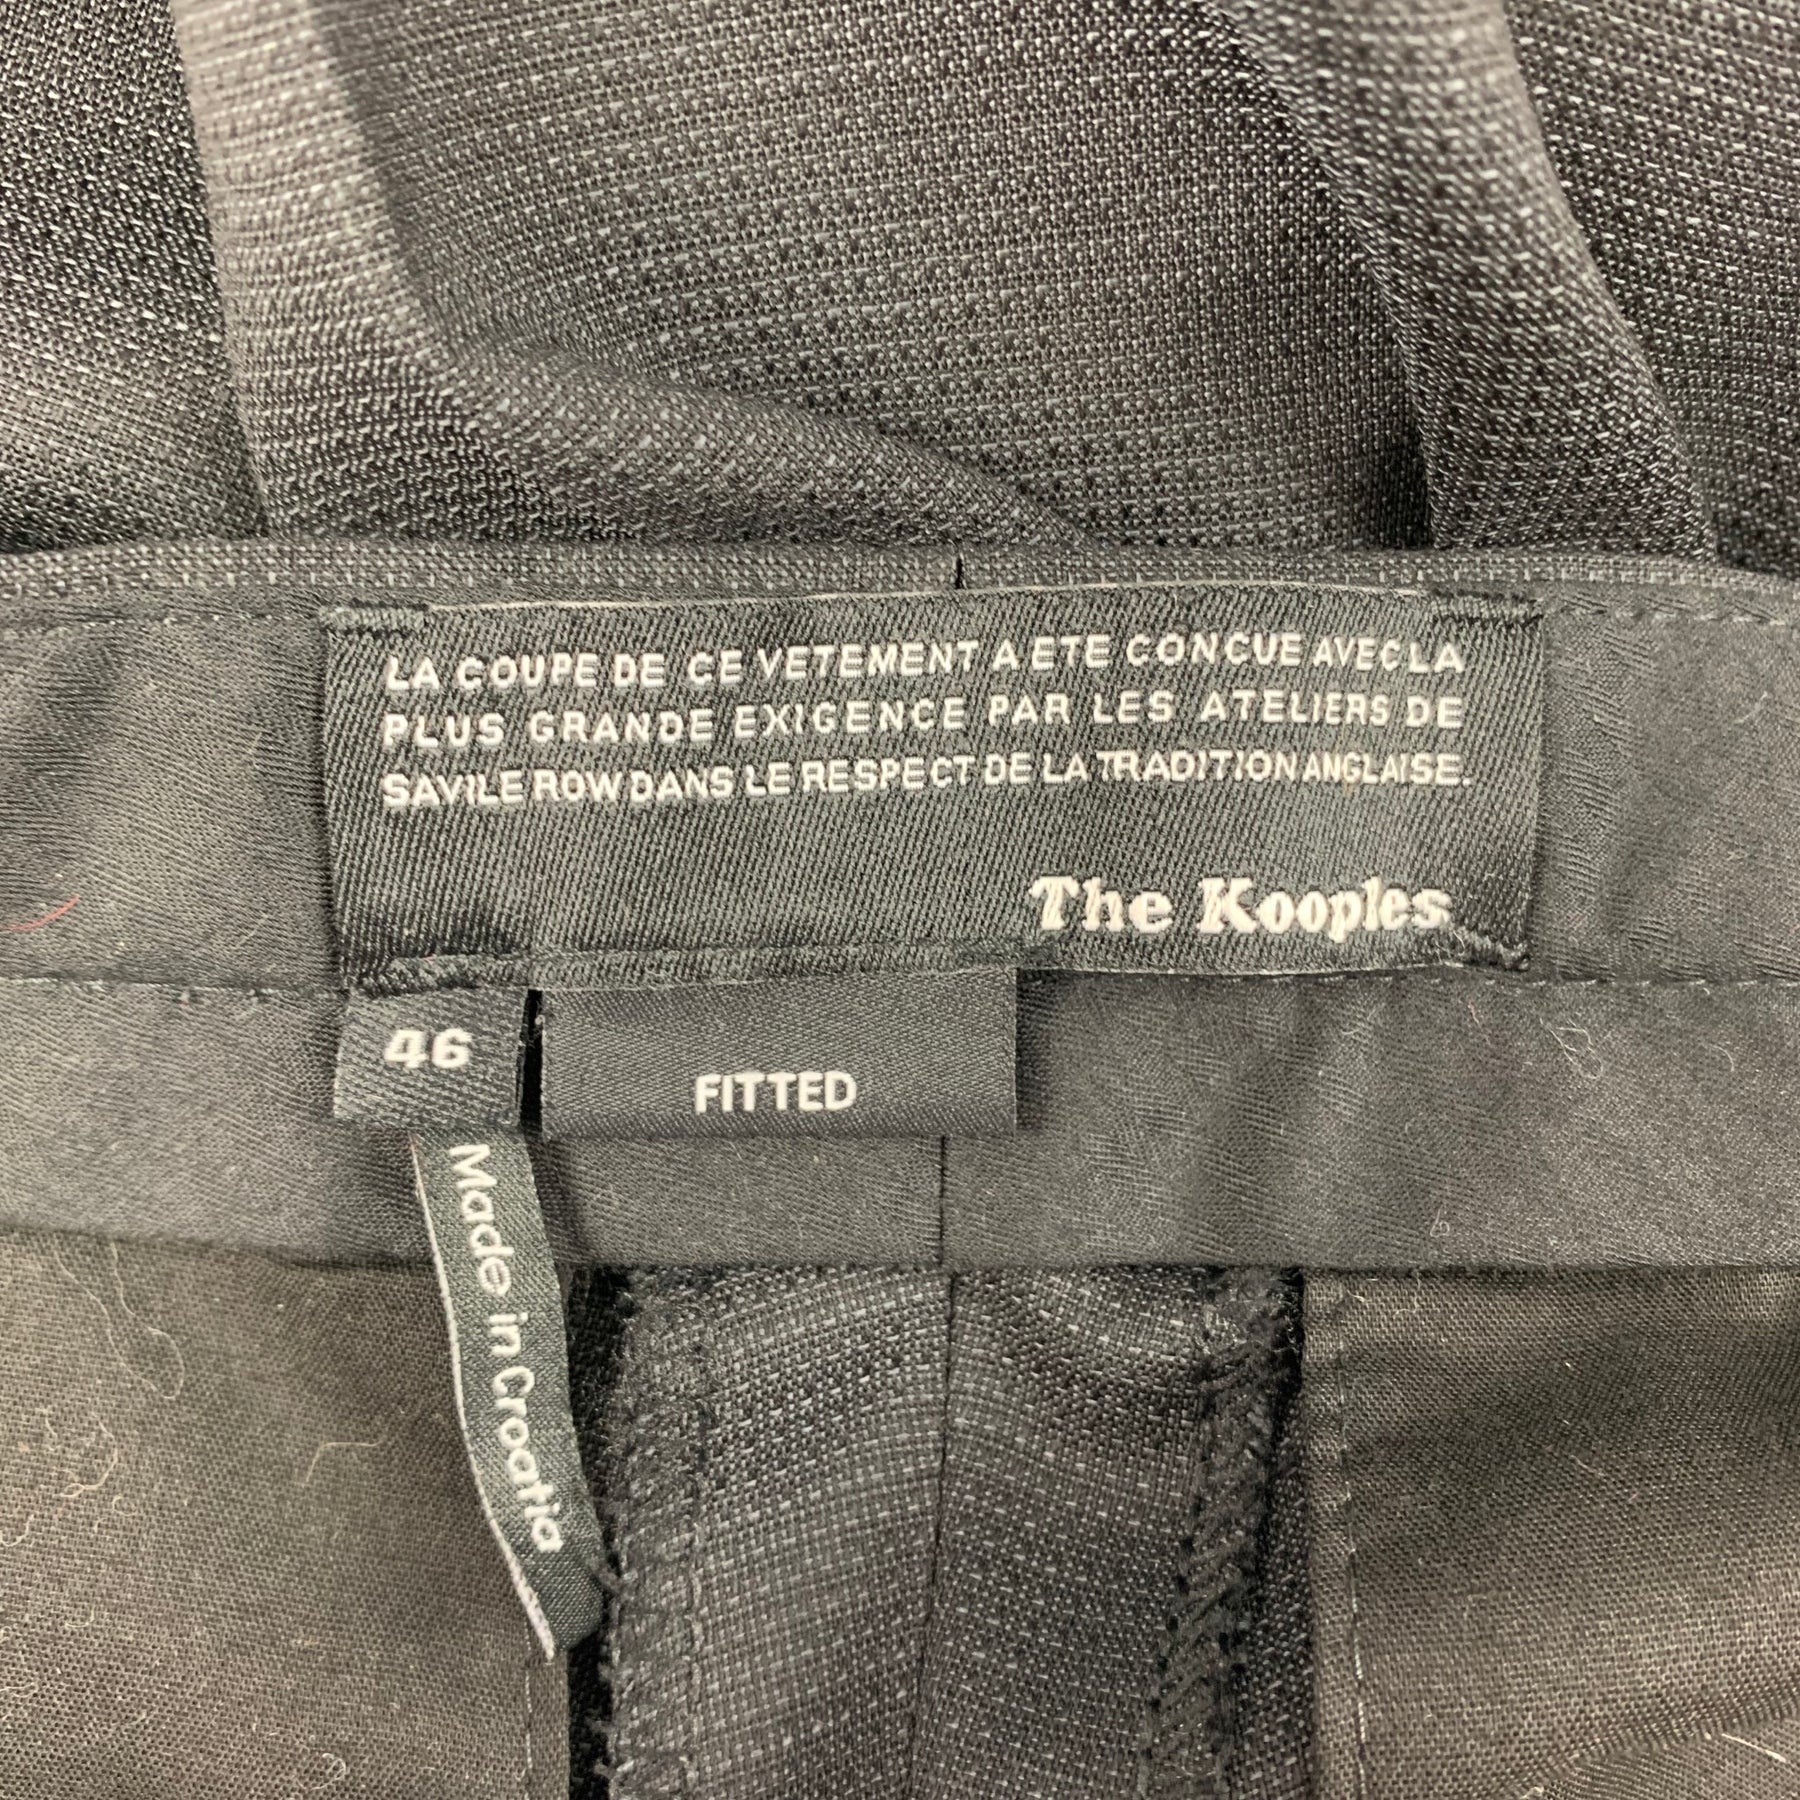 LA COUPE DE CE VETEMENT A ETE CONCUE AVEC LA
PLUS GRANDE EXIGENCE PAR LES ATELIERS DE
SAVILE ROW DANS LE RESPECT DE LA TRADITION ANGLAISE.
The Kooples
46
FITTED
Made in Croatia